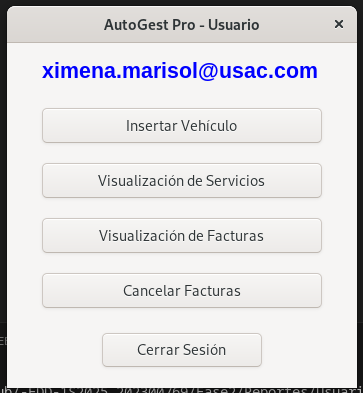 AutoGest Pro - Usuario
ximena.marisol@usac.com
Insertar Vehículo
Visualización de Servicios
Visualización de Facturas
Cancelar Facturas
Cerrar Sesión